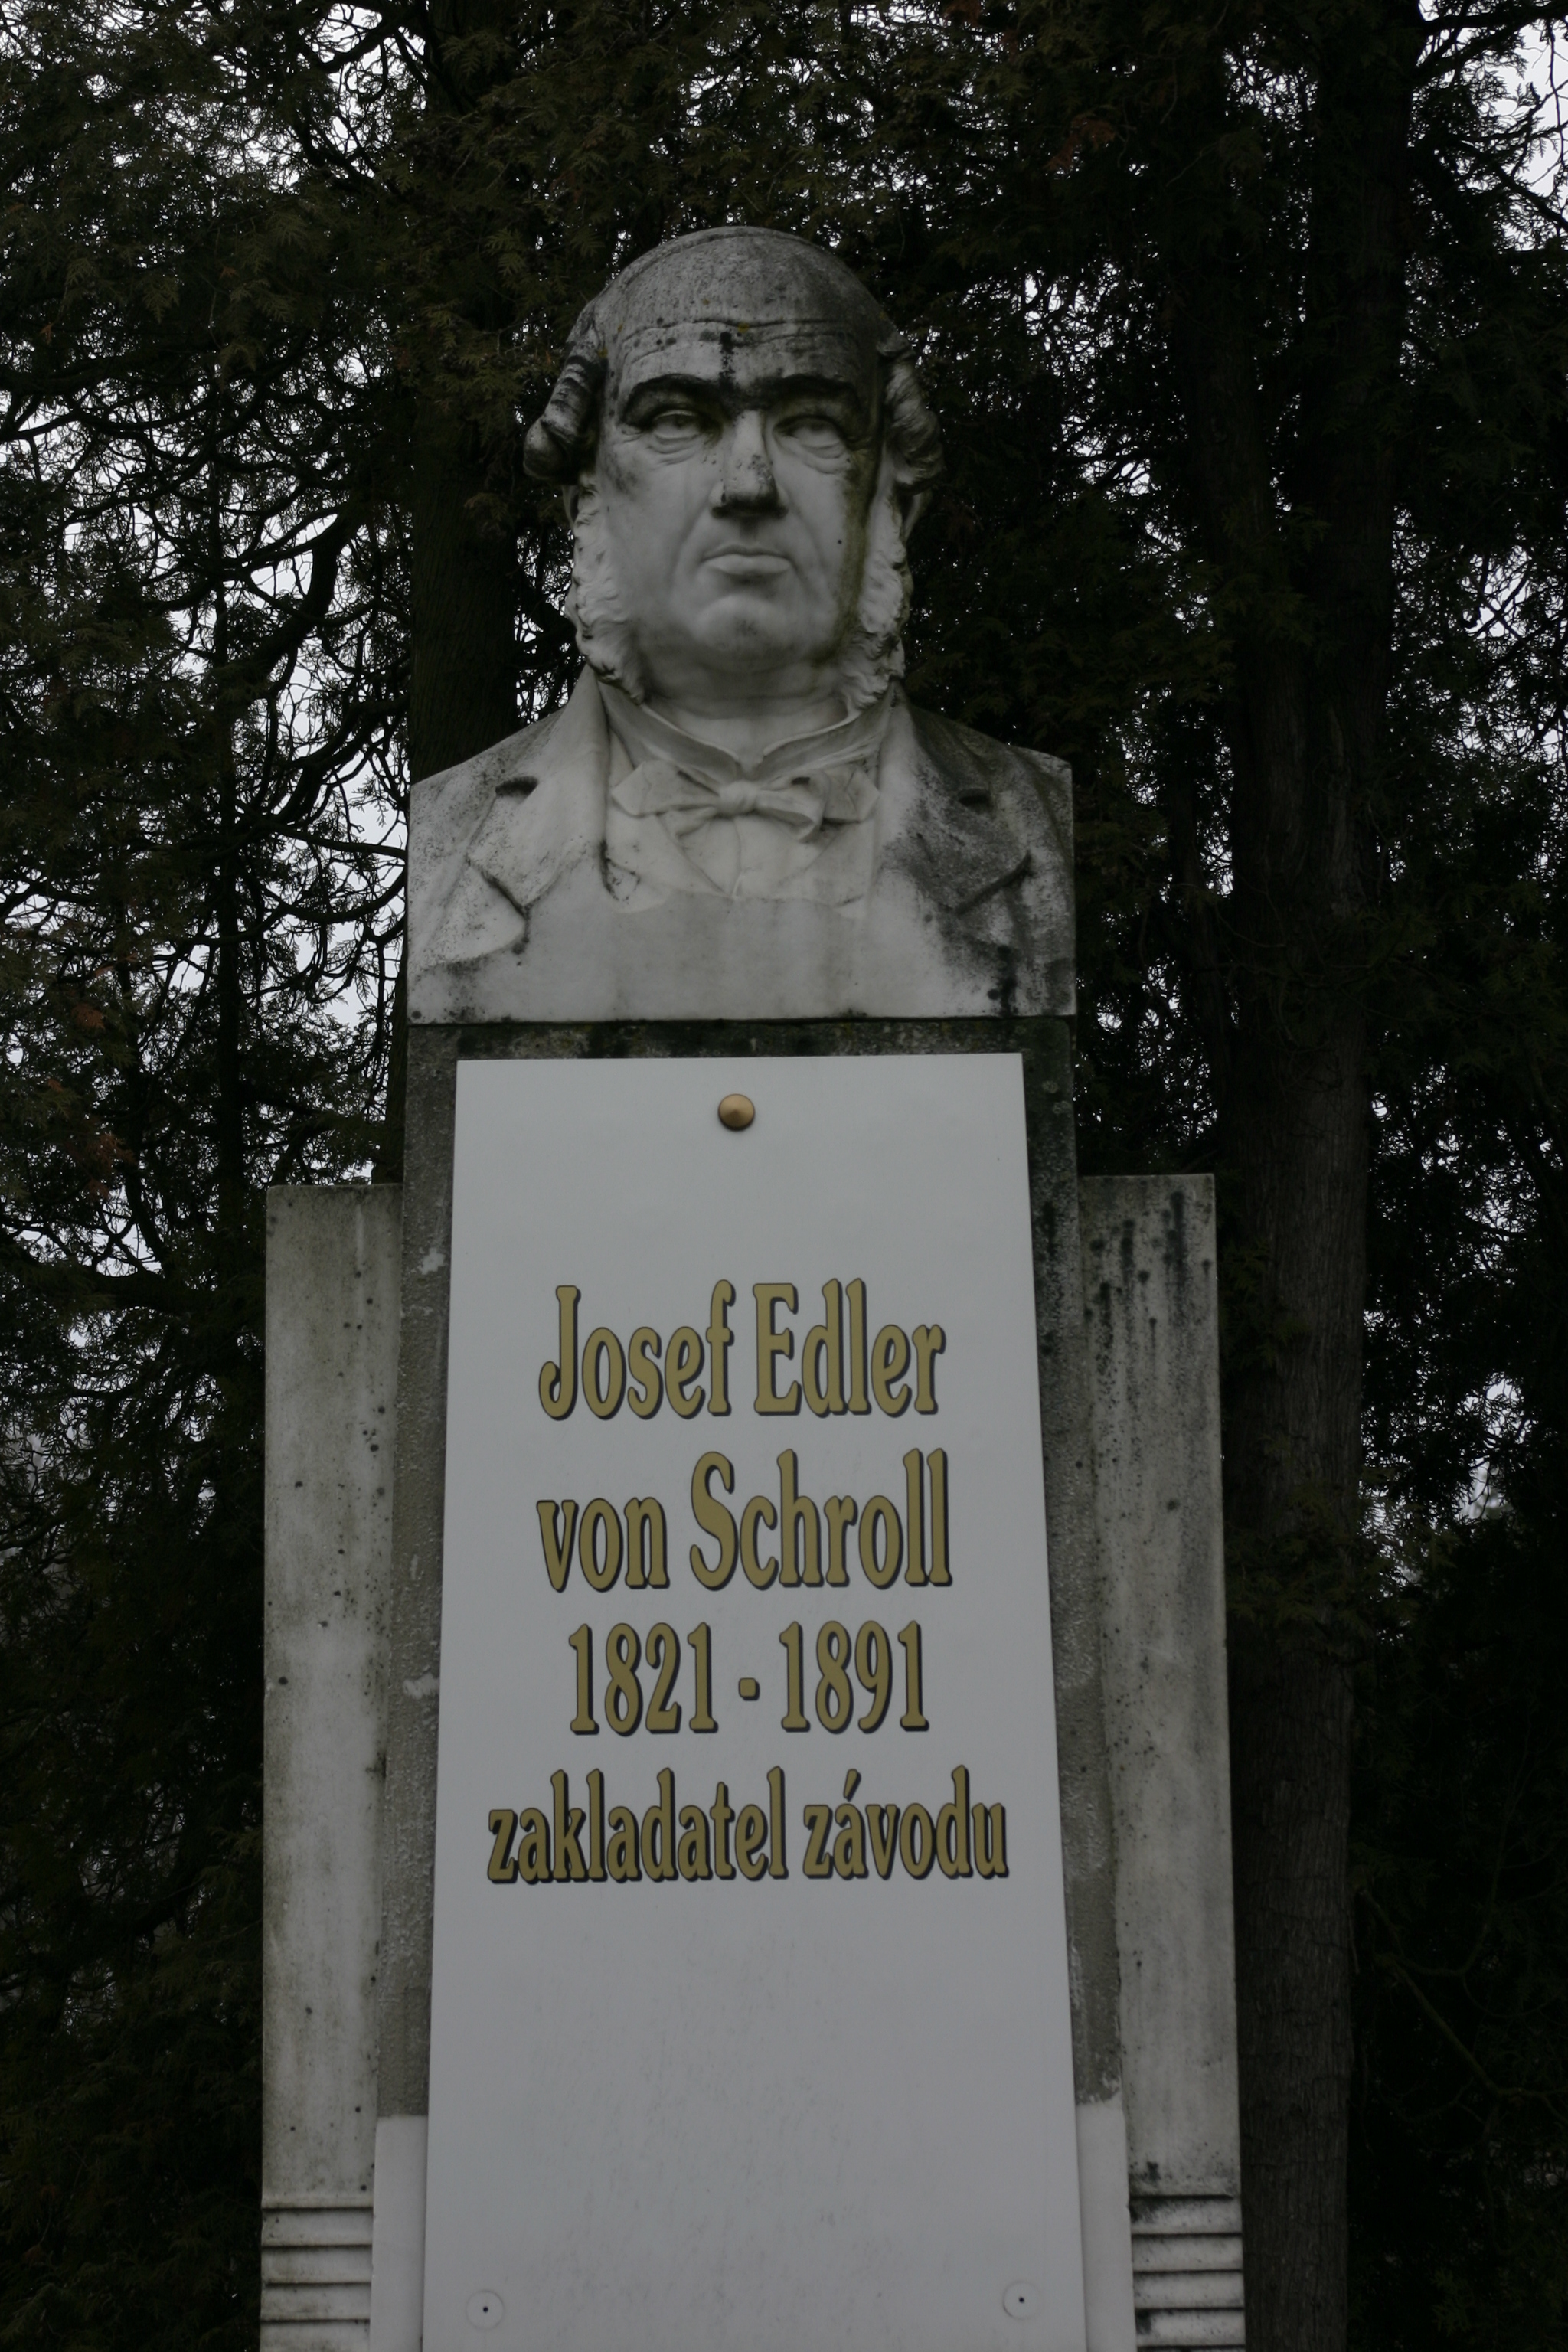 Josef Edler
von Schroll
1821 - 1891
zakladatel závodu